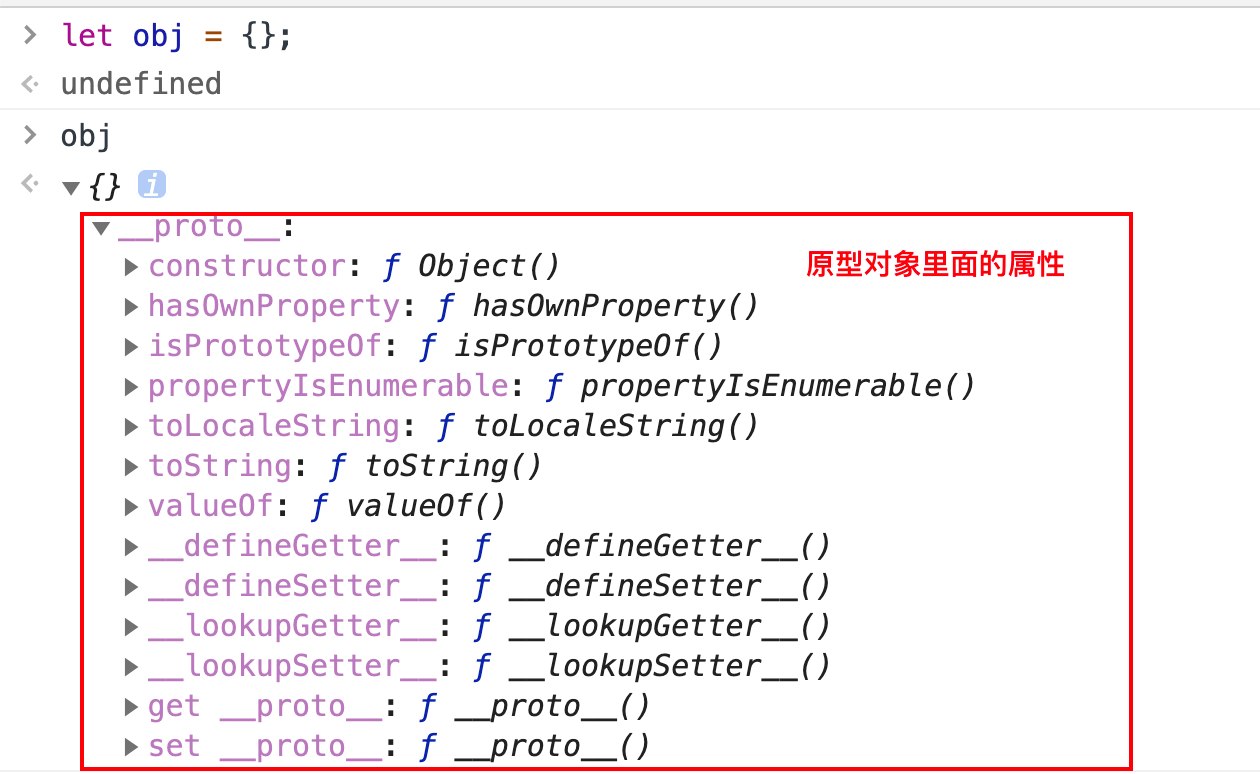 let obj = {};
undefined
obj
{} i
__proto__:
constructor: ƒ Object() 原型对象里面的属性
hasOwnProperty: ƒ hasOwnProperty()
isPrototypeOf: ƒ isPrototypeOf()
propertyIsEnumerable: ƒ propertyIsEnumerable()
toLocaleString: ƒ toLocaleString()
toString: ƒ toString()
valueOf: ƒ valueOf()
__defineGetter__: ƒ __defineGetter__()
__defineSetter__: ƒ __defineSetter__()
__lookupGetter__: ƒ __lookupGetter__()
__lookupSetter__: ƒ __lookupSetter__()
get __proto__: ƒ __proto__()
set __proto__: ƒ __proto__()